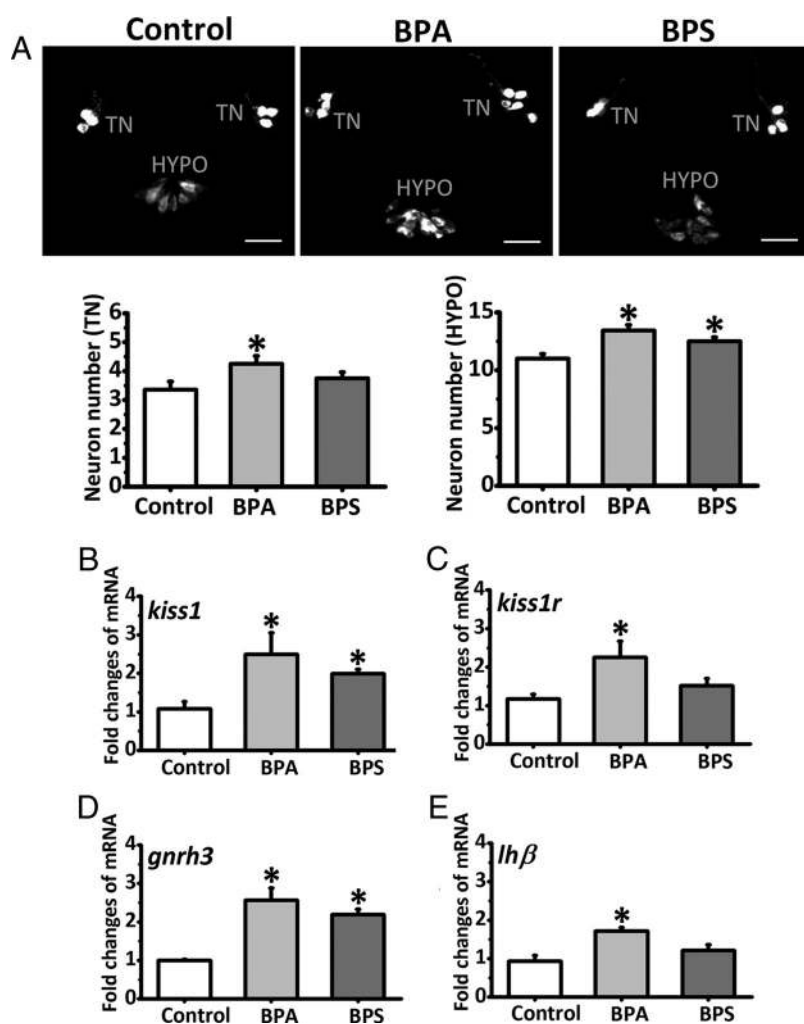 Control BPA BPS
A
TN TN TN TN TN TN
HYPO HYPO HYPO
Neuron number (TN)
6
5
4
3
2
1
0
* 
Control BPA BPS
Neuron number (HYPO)
15
10
5
0
* *
Control BPA BPS
B
Fold changes of mRNA
kiss1
4
3
2
1
0
* *
Control BPA BPS
C
Fold changes of mRNA
kiss1r
4
3
2
1
0
*
Control BPA BPS
D
Fold changes of mRNA
gnrh3
4
3
2
1
0
* *
Control BPA BPS
E
Fold changes of mRNA
lhβ
4
3
2
1
0
*
Control BPA BPS